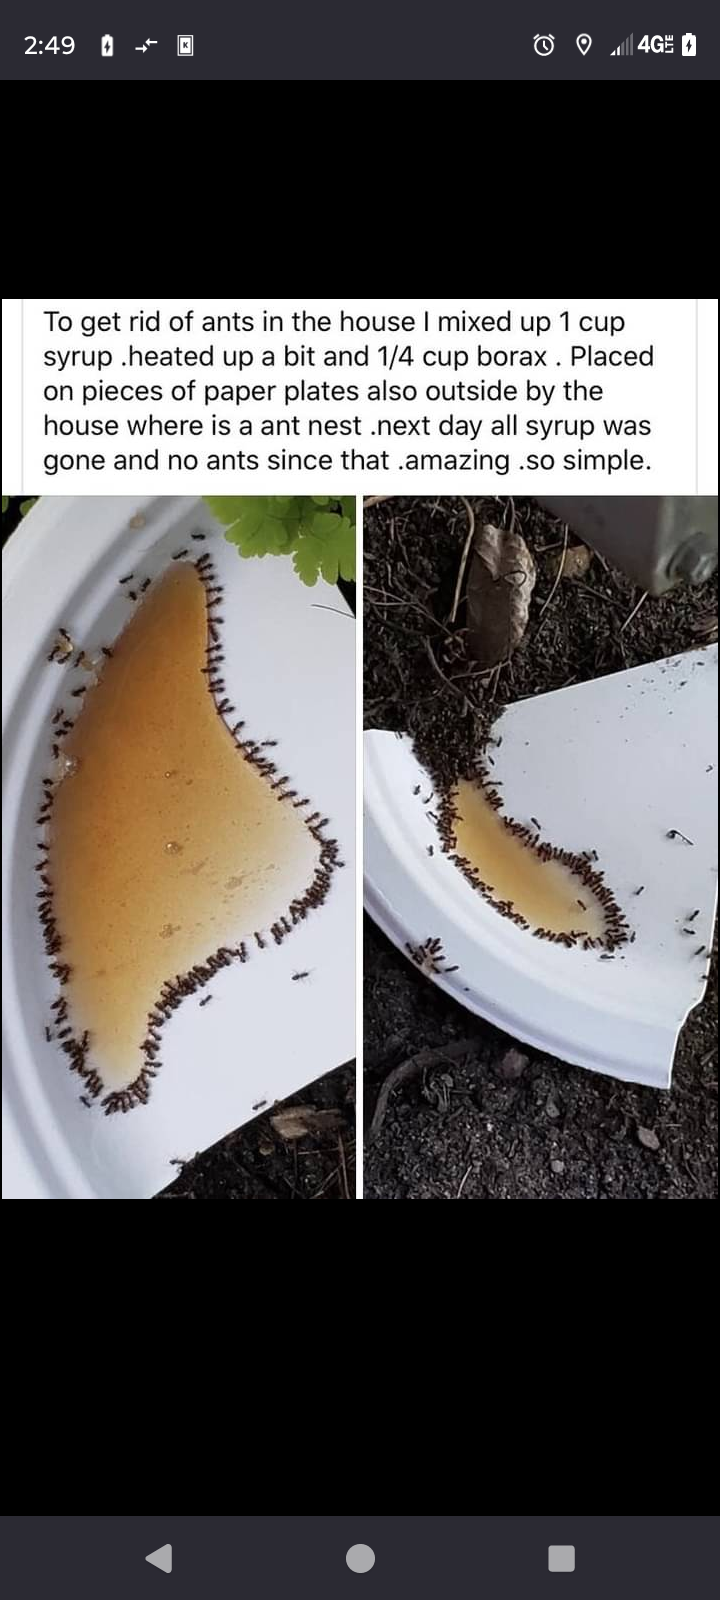 2:49
4G LTE
To get rid of ants in the house I mixed up 1 cup
syrup .heated up a bit and 1/4 cup borax . Placed
on pieces of paper plates also outside by the
house where is a ant nest .next day all syrup was
gone and no ants since that .amazing .so simple.